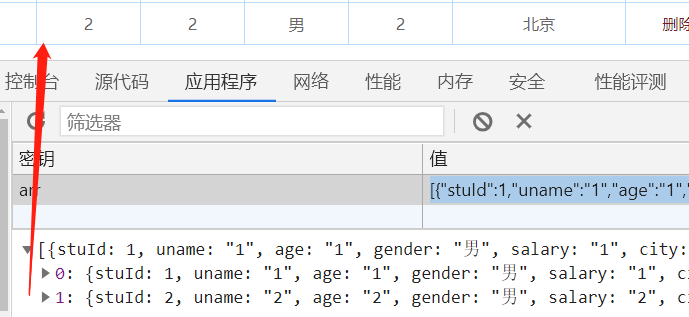 2 2 男 2 北京 删除
控制台 源代码 应用程序 网络 性能 内存 安全 性能评测
筛选器
密钥 值
arr [{"stuId":1,"uname":"1","age":"1","
▼[{stuId: 1, uname: "1", age: "1", gender: "男", salary: "1", city:
▶0: {stuId: 1, uname: "1", age: "1", gender: "男", salary: "1", ci
▶1: {stuId: 2, uname: "2", age: "2", gender: "男", salary: "2", ci